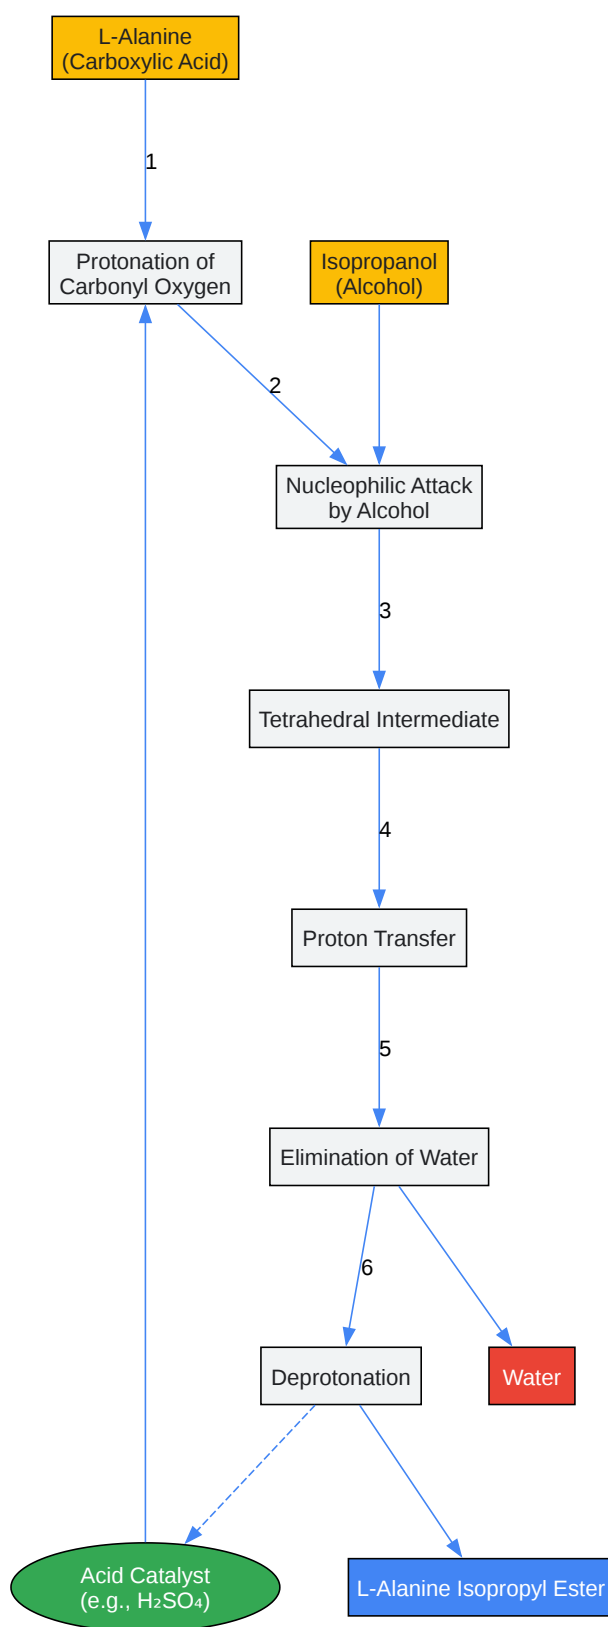 L-Alanine
(Carboxylic Acid)
1
Protonation of
Carbonyl Oxygen
Isopropanol
(Alcohol)
2
Nucleophilic Attack
by Alcohol
3
Tetrahedral Intermediate
4
Proton Transfer
5
Elimination of Water
6
Deprotonation
Water
Acid Catalyst
(e.g., H₂SO₄)
L-Alanine Isopropyl Ester